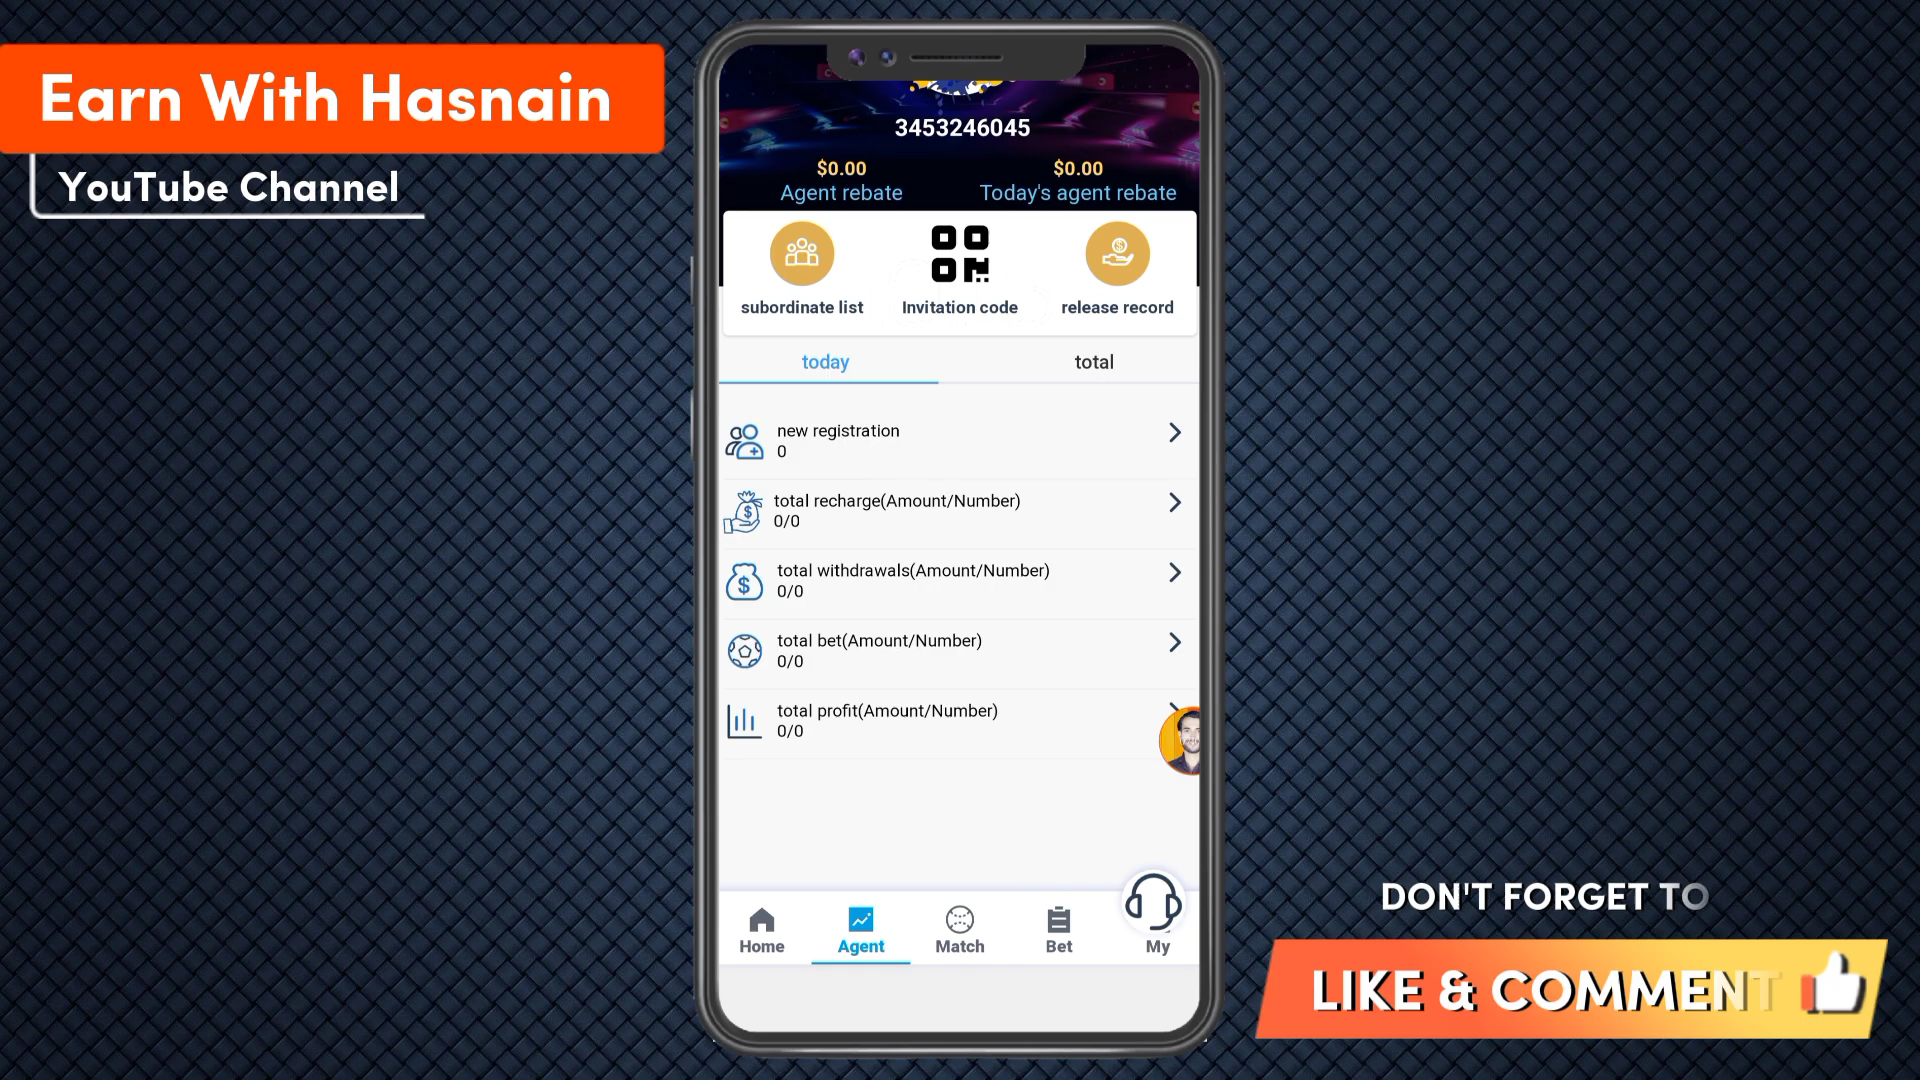 Earn With Hasnain
YouTube Channel
3453246045
$0.00 $0.00
Agent rebate Today's agent rebate
subordinate list Invitation code release record
today total
new registration
0
total recharge(Amount/Number)
0/0
total withdrawals(Amount/Number)
0/0
total bet(Amount/Number)
0/0
total profit(Amount/Number)
0/0
Home Agent Match Bet My
DON'T FORGET TO
LIKE & COMMENT